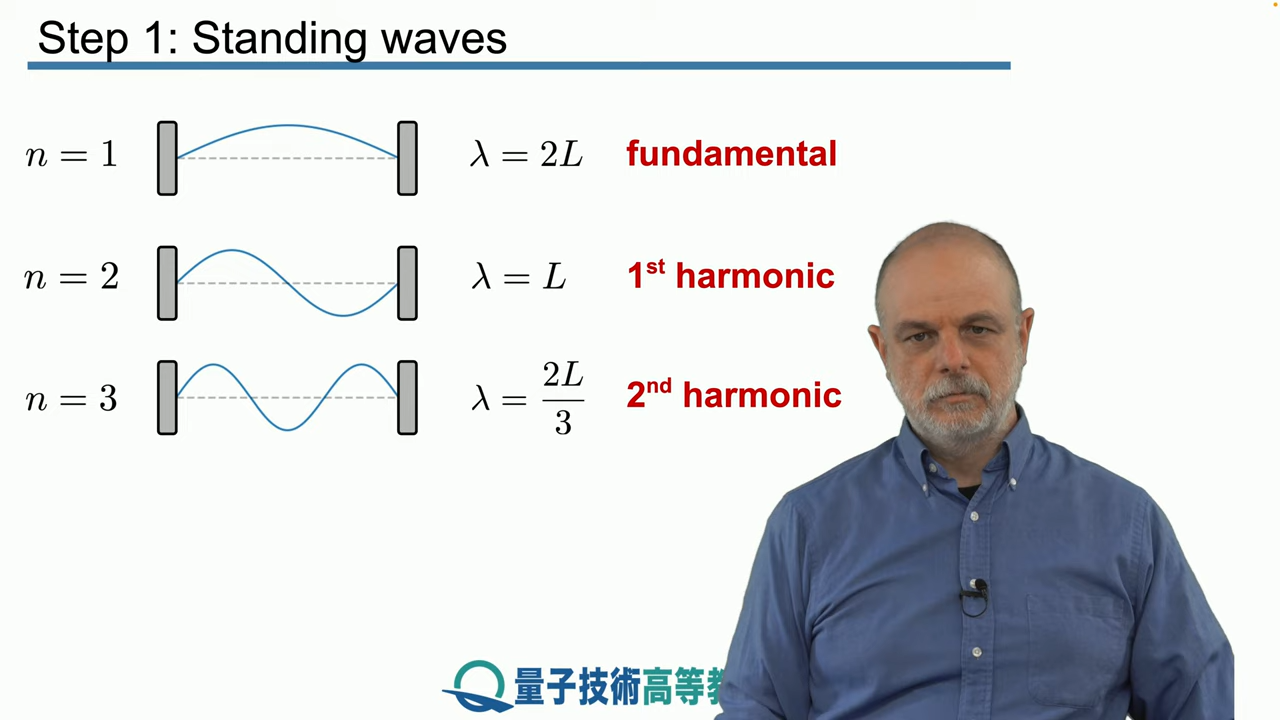 Step 1: Standing waves
n = 1 λ = 2L fundamental
n = 2 λ = L 1st harmonic
n = 3 λ = 2L/3 2nd harmonic
量子技術高等教